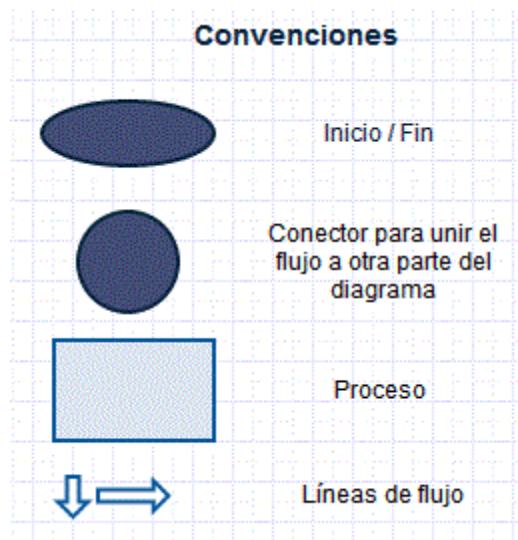 Convenciones
Inicio / Fin
Conector para unir el
flujo a otra parte del
diagrama
Proceso
Líneas de flujo